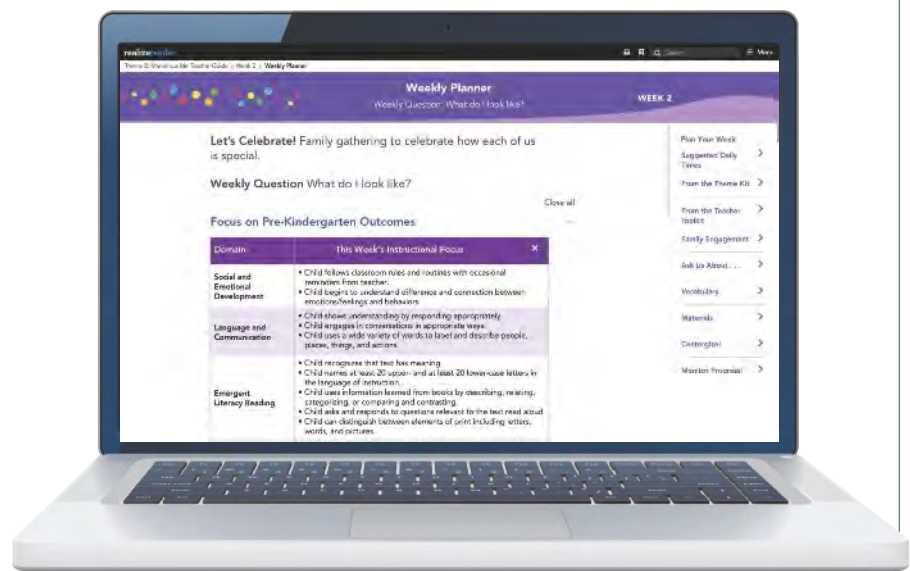 realizereader
More
Theme 2: Marvelous Me Teacher Guide > Week 2 > Weekly Planner
Weekly Planner
Weekly Question: What do I look like?
WEEK 2
Let's Celebrate! Family gathering to celebrate how each of us
is special.
Weekly Question What do I look like?
Close all
Focus on Pre-Kindergarten Outcomes
Domain This Week's Instructional Focus ×
Social and
Emotional
Development
• Child follows classroom rules and routines with occasional
reminders from teacher.
• Child begins to understand difference and connection between
emotions/feelings and behaviors
Language and
Communication
• Child shows understanding by responding appropriately
• Child engages in conversations in appropriate ways
• Child uses a wide variety of words to label and describe people,
places, things, and actions
Emergent
Literacy Reading
• Child recognizes that text has meaning
• Child names at least 20 upper- and at least 20 lower-case letters in
the language of instruction.
• Child uses information learned from books by describing, relating,
categorizing, or comparing and contrasting.
• Child asks and responds to questions relevant to the text read aloud
• Child can distinguish between elements of print including letters,
words, and pictures.
Plan Your Week
Suggested Daily
Times
From the Theme Kit
From the Teacher
Toolkit
Family Engagement
Ask Us About . . .
Vocabulary
Materials
Centers
Monitor Progress